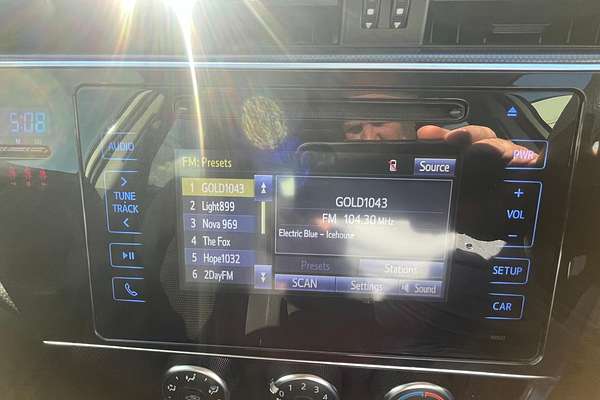 5:08
AUDIO
TUNE
TRACK
PWR
+
VOL
-
SETUP
CAR
FM: Presets
Source
1 GOLD1043
2 Light899
3 Nova 969
4 The Fox
5 Hope1032
6 2DayFM
GOLD1043
FM 104.30 MHz
Electric Blue - Icehouse
Presets
Stations
SCAN
Settings
Sound